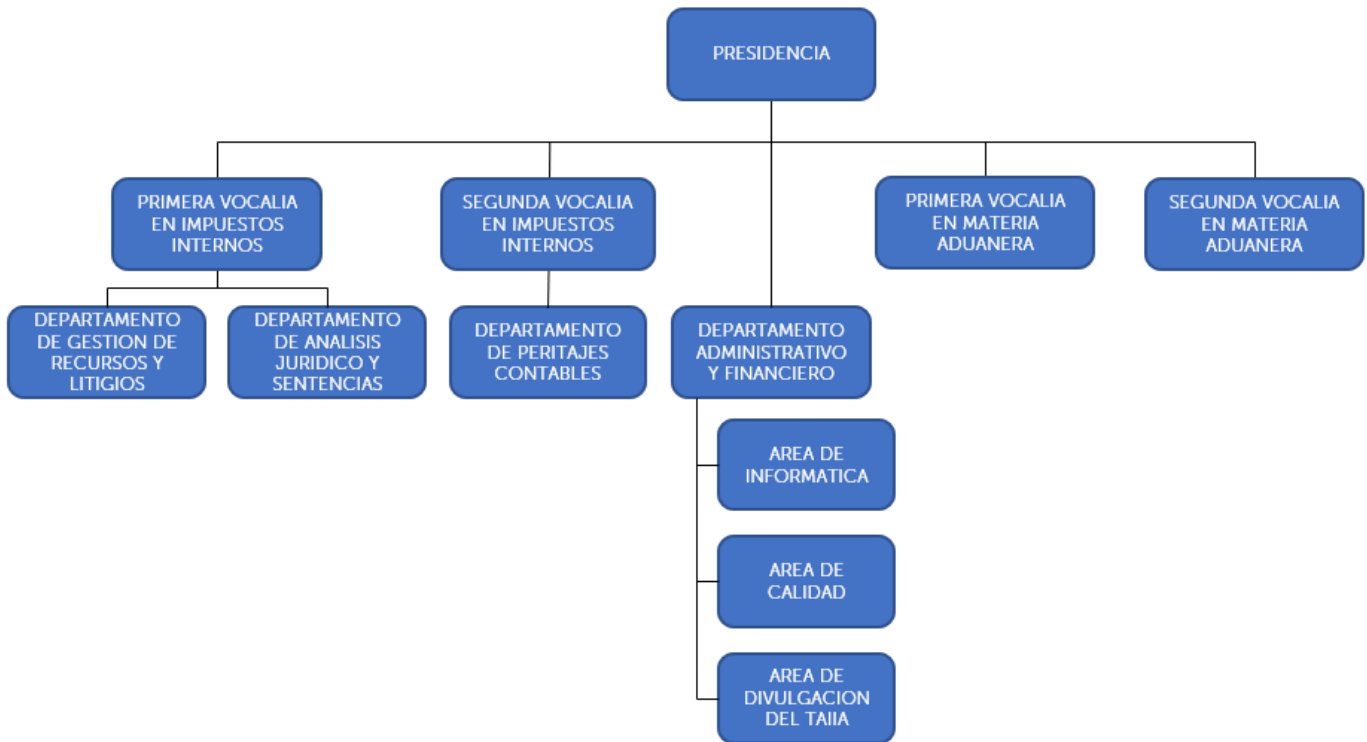 PRESIDENCIA
PRIMERA VOCALIA
EN IMPUESTOS
INTERNOS
SEGUNDA VOCALIA
EN IMPUESTOS
INTERNOS
PRIMERA VOCALIA
EN MATERIA
ADUANERA
SEGUNDA VOCALIA
EN MATERIA
ADUANERA
DEPARTAMENTO
DE GESTION DE
RECURSOS Y
LITIGIOS
DEPARTAMENTO
DE ANALISIS
JURIDICO Y
SENTENCIAS
DEPARTAMENTO
DE PERITAJES
CONTABLES
DEPARTAMENTO
ADMINISTRATIVO
Y FINANCIERO
AREA DE
INFORMATICA
AREA DE
CALIDAD
AREA DE
DIVULGACION
DEL TAIIA